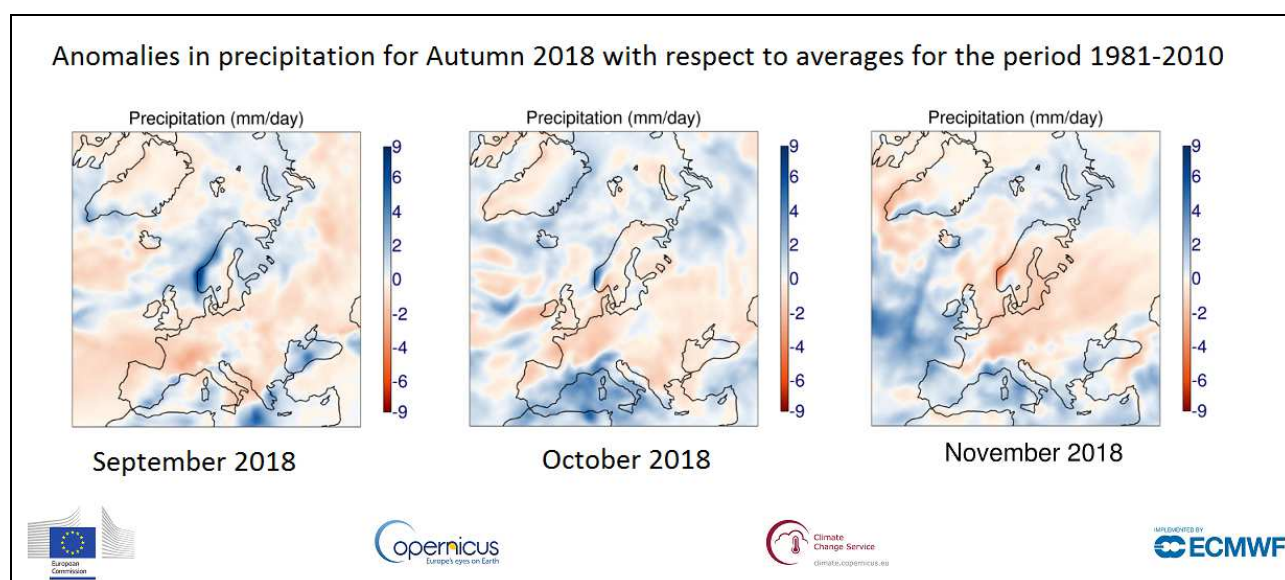 Anomalies in precipitation for Autumn 2018 with respect to averages for the period 1981-2010
Precipitation (mm/day)
9
6
4
2
0
-2
-4
-6
-9
September 2018
Precipitation (mm/day)
9
6
4
2
0
-2
-4
-6
-9
October 2018
Precipitation (mm/day)
9
6
4
2
0
-2
-4
-6
-9
November 2018
European
Commission
opernicus
Europe's eyes on Earth
Climate
Change Service
climate.copernicus.eu
IMPLEMENTED BY
ECMWF